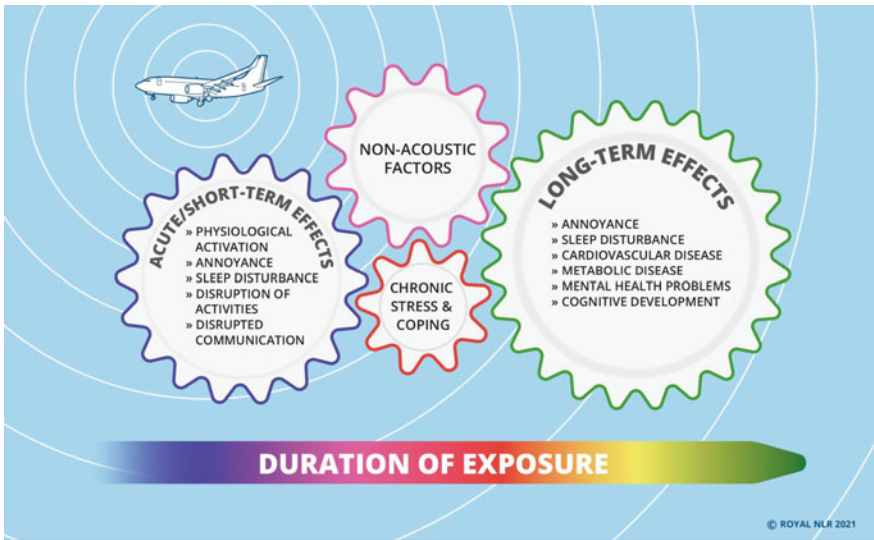 ACUTE/SHORT-TERM EFFECTS
» PHYSIOLOGICAL
ACTIVATION
» ANNOYANCE
» SLEEP DISTURBANCE
» DISRUPTION OF
ACTIVITIES
» DISRUPTED
COMMUNICATION
NON-ACOUSTIC
FACTORS
CHRONIC
STRESS &
COPING
LONG-TERM EFFECTS
» ANNOYANCE
» SLEEP DISTURBANCE
» CARDIOVASCULAR DISEASE
» METABOLIC DISEASE
» MENTAL HEALTH PROBLEMS
» COGNITIVE DEVELOPMENT
DURATION OF EXPOSURE
© ROYAL NLR 2021